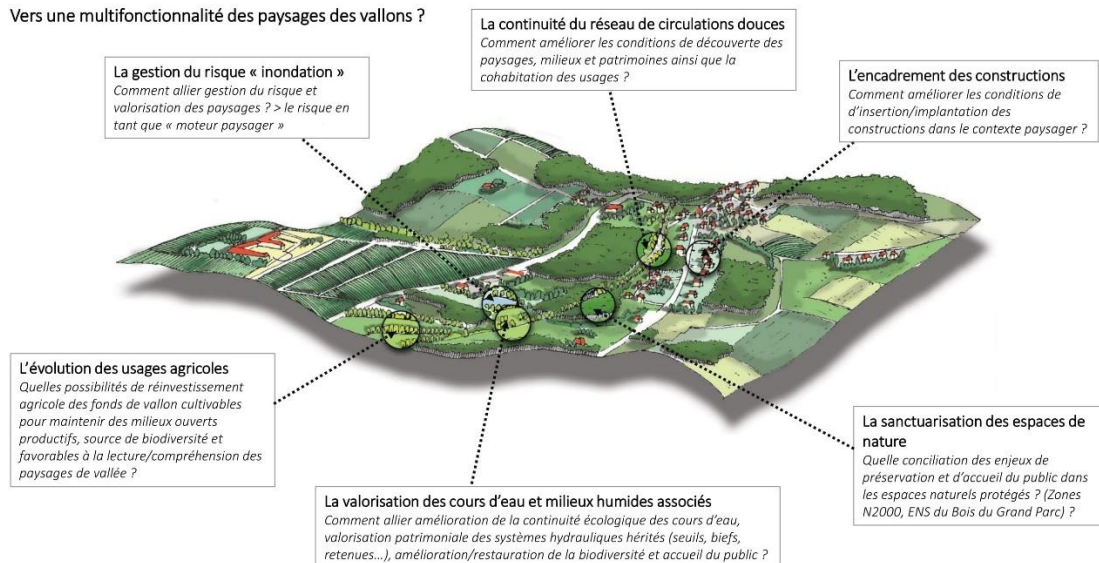 Vers une multifonctionnalité des paysages des vallons ?
La continuité du réseau de circulations douces
Comment améliorer les conditions de découverte des
paysages, milieux et patrimoines ainsi que la
cohabitation des usages ?
La gestion du risque « inondation »
Comment allier gestion du risque et
valorisation des paysages ? > le risque en
tant que « moteur paysager »
L'encadrement des constructions
Comment améliorer les conditions de
d'insertion/implantation des
constructions dans le contexte paysager ?
L'évolution des usages agricoles
Quelles possibilités de réinvestissement
agricole des fonds de vallon cultivables
pour maintenir des milieux ouverts
productifs, source de biodiversité et
favorables à la lecture/compréhension des
paysages de vallée ?
La valorisation des cours d'eau et milieux humides associés
Comment allier amélioration de la continuité écologique des cours d'eau,
valorisation patrimoniale des systèmes hydrauliques hérités (seuils, biefs,
retenues...), amélioration/restauration de la biodiversité et accueil du public ?
La sanctuarisation des espaces de
nature
Quelle conciliation des enjeux de
préservation et d'accueil du public dans
les espaces naturels protégés ? (Zones
N2000, ENS du Bois du Grand Parc) ?